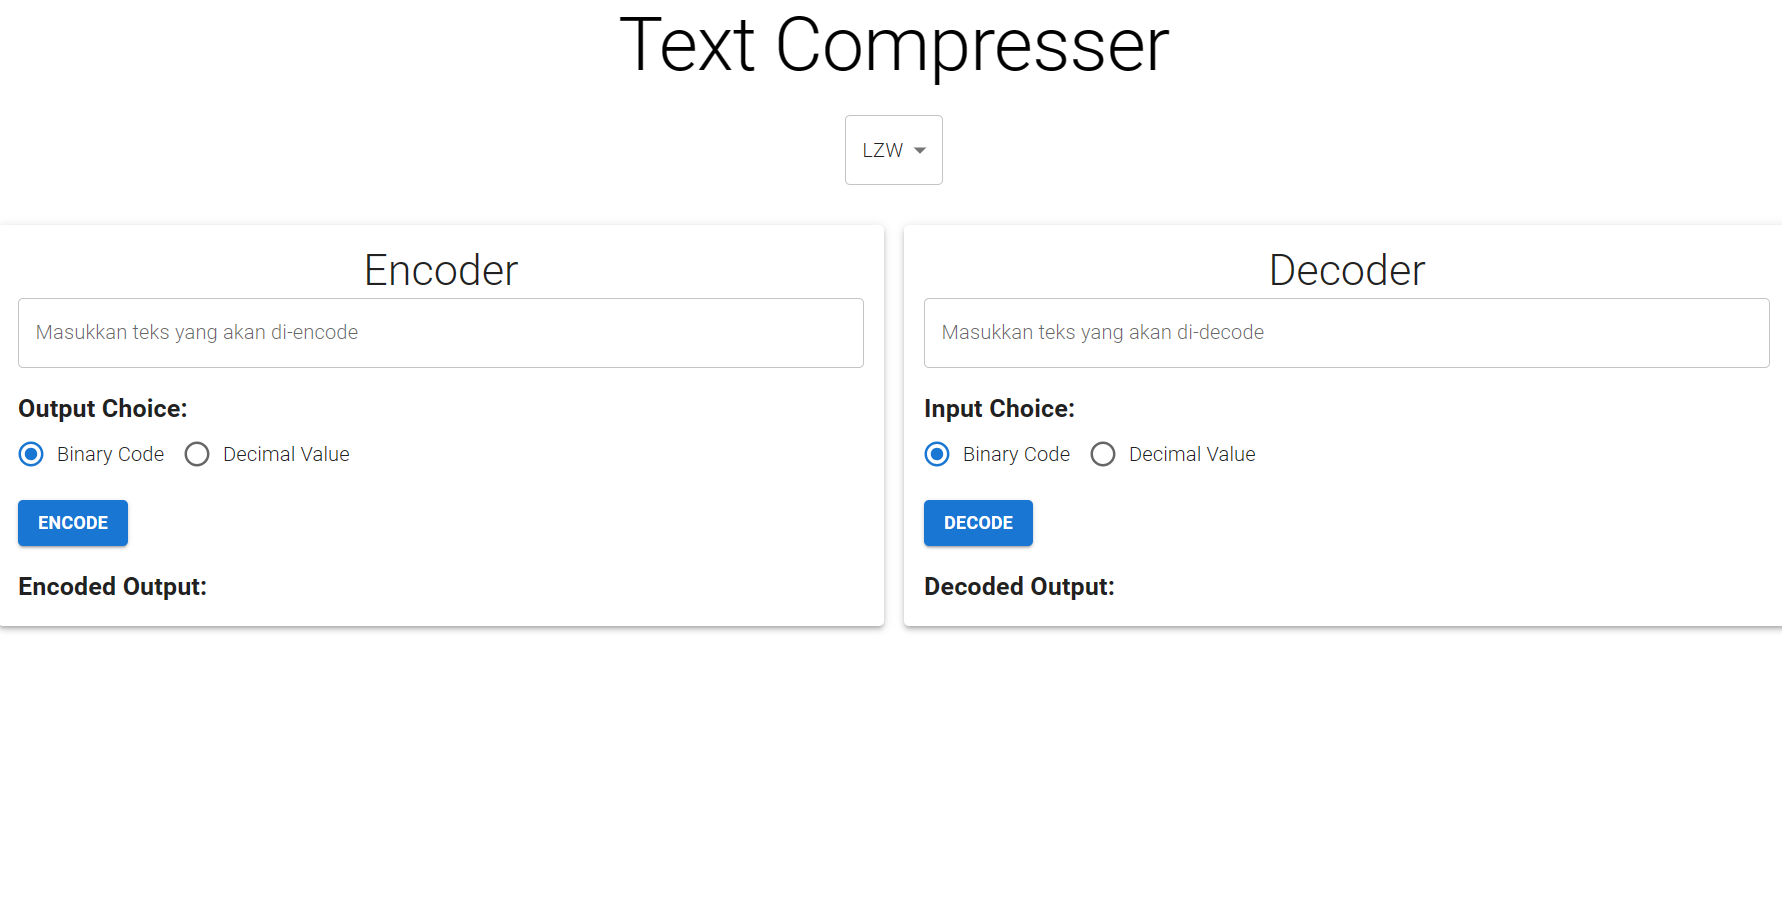 Text Compresser
LZW
Encoder
Masukkan teks yang akan di-encode
Output Choice:
Binary Code Decimal Value
ENCODE
Encoded Output:
Decoder
Masukkan teks yang akan di-decode
Input Choice:
Binary Code Decimal Value
DECODE
Decoded Output: